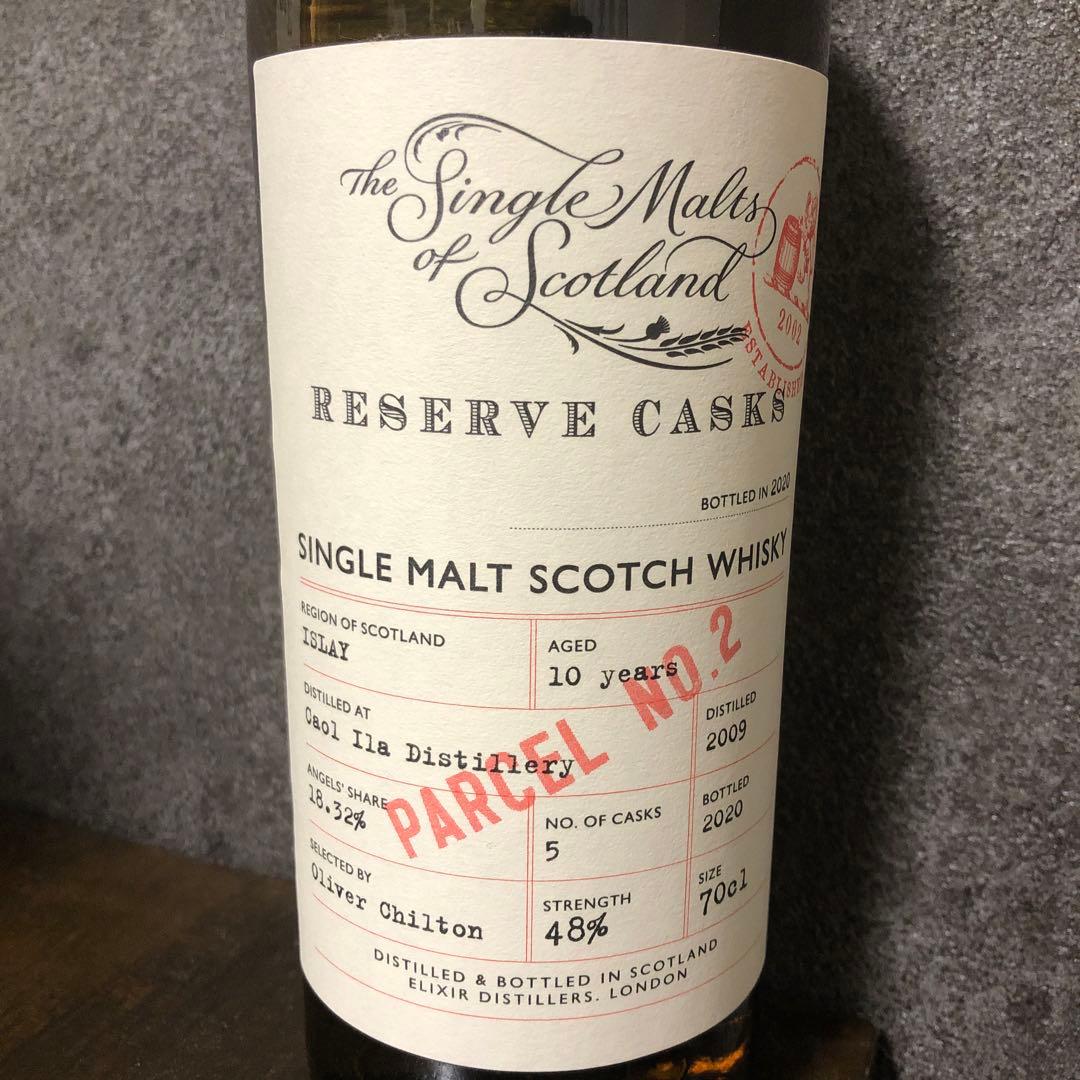 The Single Malts
of Scotland
2002
ESTABLISHED
RESERVE CASKS
BOTTLED IN 2020
SINGLE MALT SCOTCH WHISKY
REGION OF SCOTLAND
ISLAY
AGED
10 years
DISTILLED AT
Caol Ila Distillery
DISTILLED
2009
PARCEL NO.2
ANGELS' SHARE
18.32%
NO. OF CASKS
5
BOTTLED
2020
SELECTED BY
Oliver Chilton
STRENGTH
48%
SIZE
70cl
DISTILLED & BOTTLED IN SCOTLAND
ELIXIR DISTILLERS. LONDON